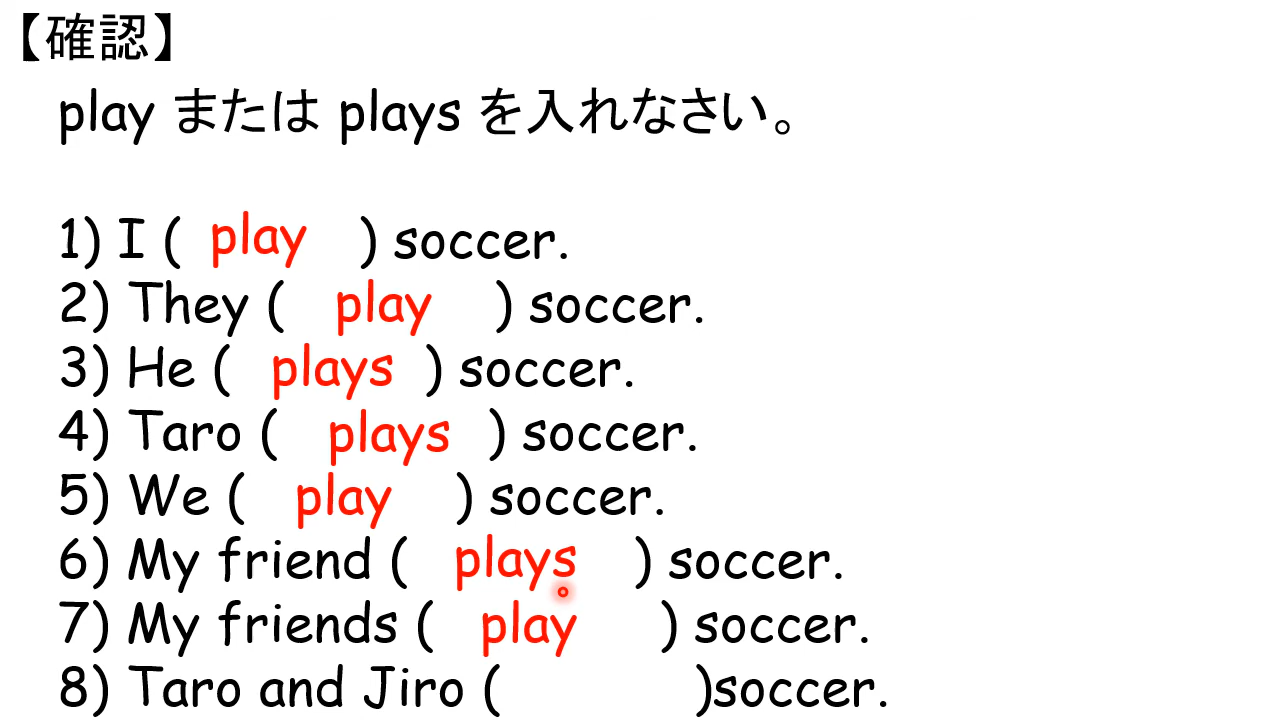 【確認】
play または plays を入れなさい。
1) I ( play ) soccer.
2) They ( play ) soccer.
3) He ( plays ) soccer.
4) Taro ( plays ) soccer.
5) We ( play ) soccer.
6) My friend ( plays ) soccer.
7) My friends ( play ) soccer.
8) Taro and Jiro ( )soccer.